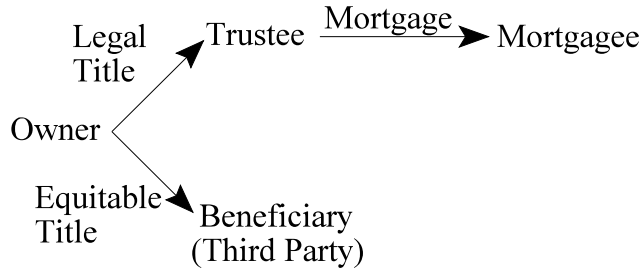 Legal
Title
Trustee
Mortgage
Mortgagee
Owner
Equitable
Title
Beneficiary
(Third Party)